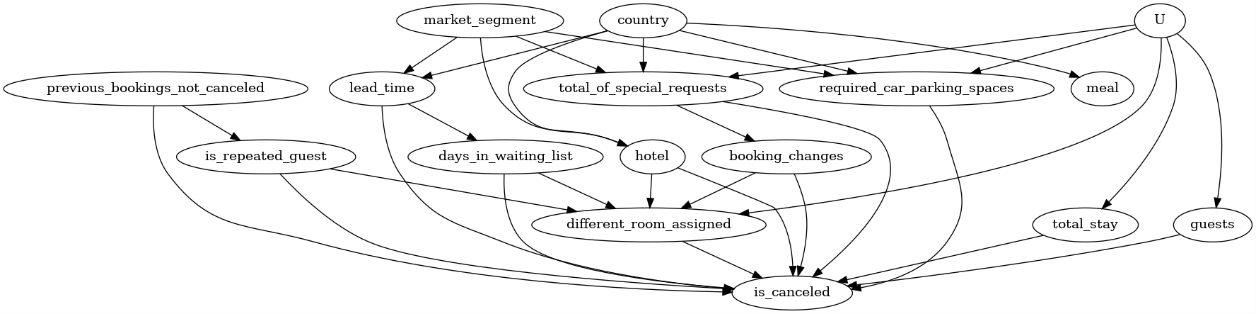 market_segment
country
U
previous_bookings_not_canceled
lead_time
total_of_special_requests
required_car_parking_spaces
meal
is_repeated_guest
days_in_waiting_list
hotel
booking_changes
different_room_assigned
total_stay
guests
is_canceled